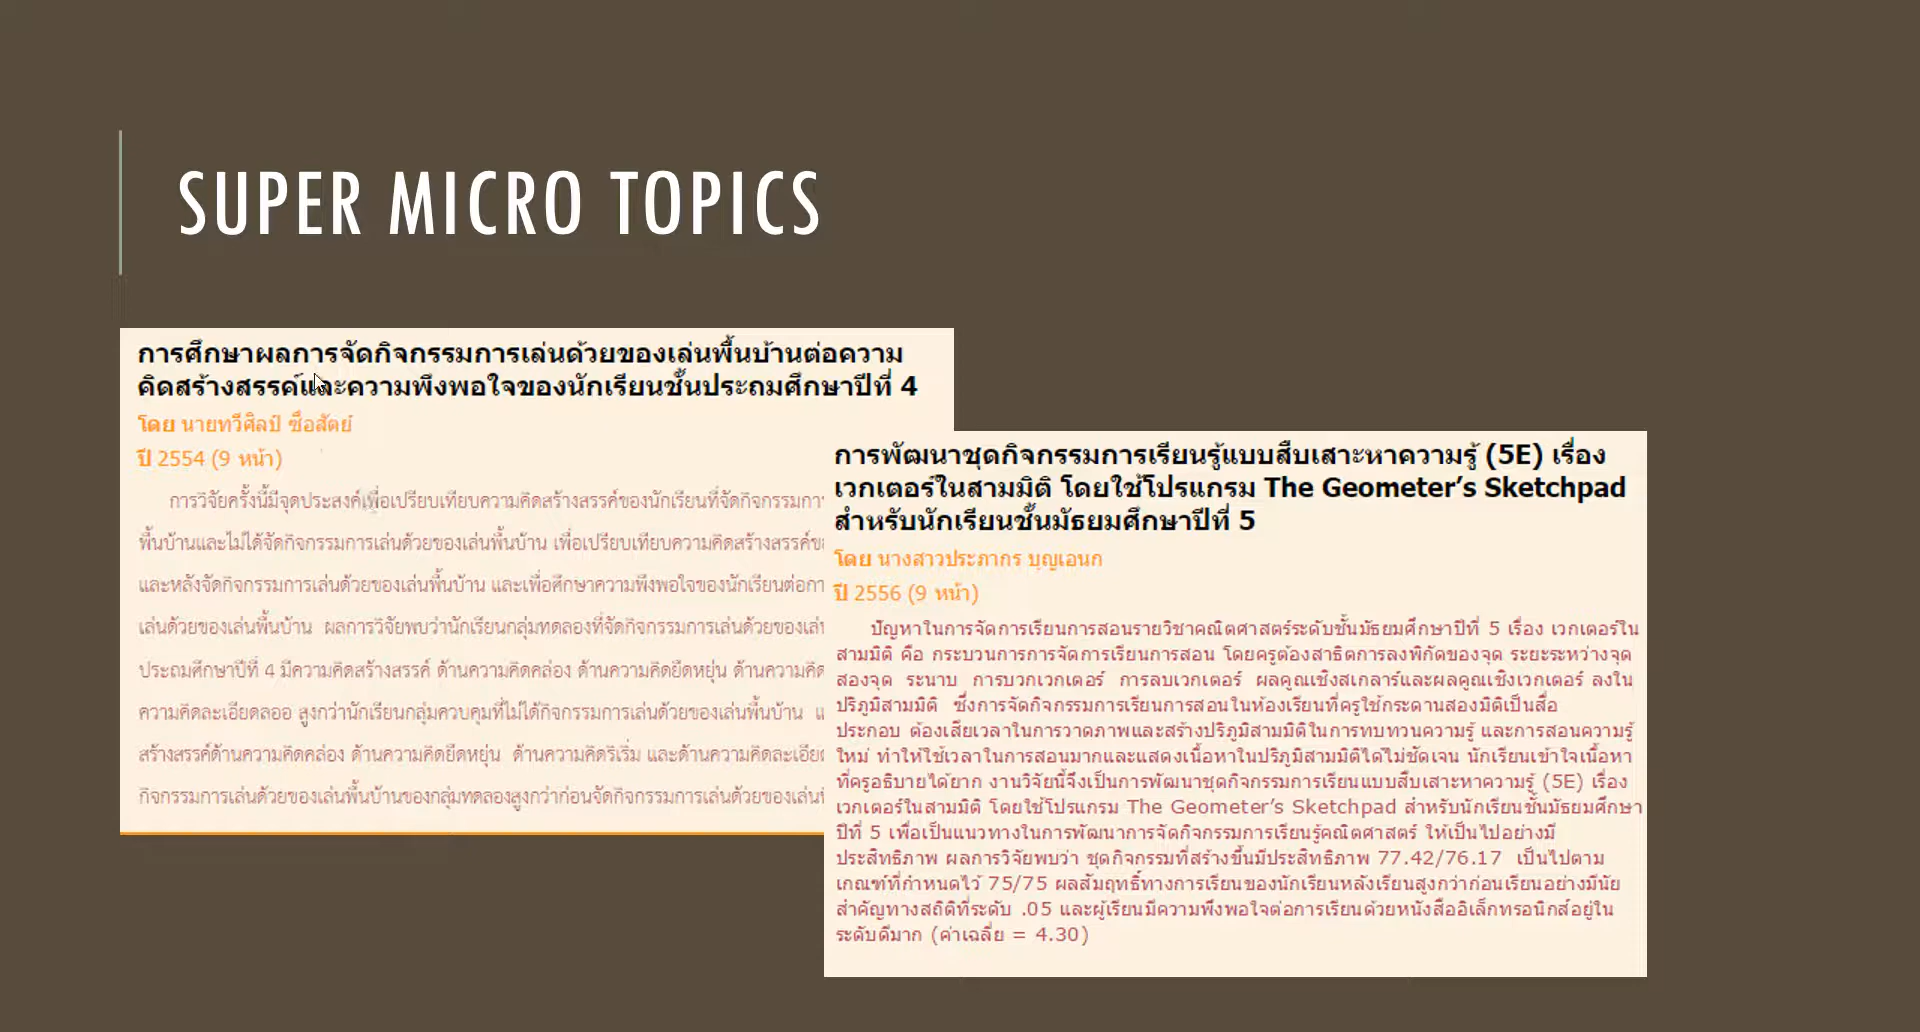 SUPER MICRO TOPICS
การศึกษาผลการจัดกิจกรรมการเล่นด้วยของเล่นพื้นบ้านต่อความ
คิดสร้างสรรค์และความพึงพอใจของนักเรียนชั้นประถมศึกษาปีที่ 4
โดย นายทวีศิลป์ ซื่อสัตย์
ปี 2554 (9 หน้า)
การวิจัยครั้งนี้มีจุดประสงค์เพื่อเปรียบเทียบความคิดสร้างสรรค์ของนักเรียนที่จัดกิจกรรมการ
พื้นบ้านและไม่ได้จัดกิจกรรมการเล่นด้วยของเล่นพื้นบ้าน เพื่อเปรียบเทียบความคิดสร้างสรรค์
และหลังจัดกิจกรรมการเล่นด้วยของเล่นพื้นบ้าน และเพื่อศึกษาความพึงพอใจของนักเรียนต่อกา
เล่นด้วยของเล่นพื้นบ้าน ผลการวิจัยพบว่านักเรียนกลุ่มทดลองที่จัดกิจกรรมการเล่นด้วยของเล่น
ประถมศึกษาปีที่ 4 มีความคิดสร้างสรรค์ ด้านความคิดคล่อง ด้านความคิดยืดหยุ่น ด้านความคิด
ความคิดละเอียดลออ สูงกว่านักเรียนกลุ่มควบคุมที่ไม่ได้กิจกรรมการเล่นด้วยของเล่นพื้นบ้าน
สร้างสรรค์ด้านความคิดคล่อง ด้านความคิดยืดหยุ่น ด้านความคิดริเริ่ม และด้านความคิดละเอียด
กิจกรรมการเล่นด้วยของเล่นพื้นบ้านของกลุ่มทดลองสูงกว่าก่อนจัดกิจกรรมการเล่นด้วยของเล่น
การพัฒนาชุดกิจกรรมการเรียนรู้แบบสืบเสาะหาความรู้ (5E) เรื่อง
เวกเตอร์ในสามมิติ โดยใช้โปรแกรม The Geometer's Sketchpad
สำหรับนักเรียนชั้นมัธยมศึกษาปีที่ 5
โดย นางสาวประภากร บุญเอนก
ปี 2556 (9 หน้า)
ปัญหาในการจัดการเรียนการสอนรายวิชาคณิตศาสตร์ระดับชั้นมัธยมศึกษาปีที่ 5 เรื่อง เวกเตอร์ใน
สามมิติ คือ กระบวนการการจัดการเรียนการสอน โดยครูต้องสาธิตการลงพิกัดของจุด ระยะระหว่างจุด
สองจุด ระนาบ การบวกเวกเตอร์ การลบเวกเตอร์ ผลคูณเชิงสเกลาร์และผลคูณเชิงเวกเตอร์ ลงใน
ปริภูมิสามมิติ ซึ่งการจัดกิจกรรมการเรียนการสอนในห้องเรียนที่ครูใช้กระดานสองมิติเป็นสื่อ
ประกอบ ต้องเสียเวลาในการวาดภาพและสร้างปริภูมิสามมิติในการทบทวนความรู้ และการสอนความรู้
ใหม่ ทำให้ใช้เวลาในการสอนมากและแสดงเนื้อหาในปริภูมิสามมิติได้ไม่ชัดเจน นักเรียนเข้าใจเนื้อหา
ที่ครูอธิบายได้ยาก งานวิจัยนี้จึงเป็นการพัฒนาชุดกิจกรรมการเรียนแบบสืบเสาะหาความรู้ (5E) เรื่อง
เวกเตอร์ในสามมิติ โดยใช้โปรแกรม The Geometer's Sketchpad สำหรับนักเรียนชั้นมัธยมศึกษา
ปีที่ 5 เพื่อเป็นแนวทางในการพัฒนาการจัดกิจกรรมการเรียนรู้คณิตศาสตร์ ให้เป็นไปอย่างมี
ประสิทธิภาพ ผลการวิจัยพบว่า ชุดกิจกรรมที่สร้างขึ้นมีประสิทธิภาพ 77.42/76.17 เป็นไปตาม
เกณฑ์ที่กำหนดไว้ 75/75 ผลสัมฤทธิ์ทางการเรียนของนักเรียนหลังเรียนสูงกว่าก่อนเรียนอย่างมีนัย
สำคัญทางสถิติที่ระดับ .05 และผู้เรียนมีความพึงพอใจต่อการเรียนด้วยหนังสืออิเล็กทรอนิกส์อยู่ใน
ระดับดีมาก (ค่าเฉลี่ย = 4.30)